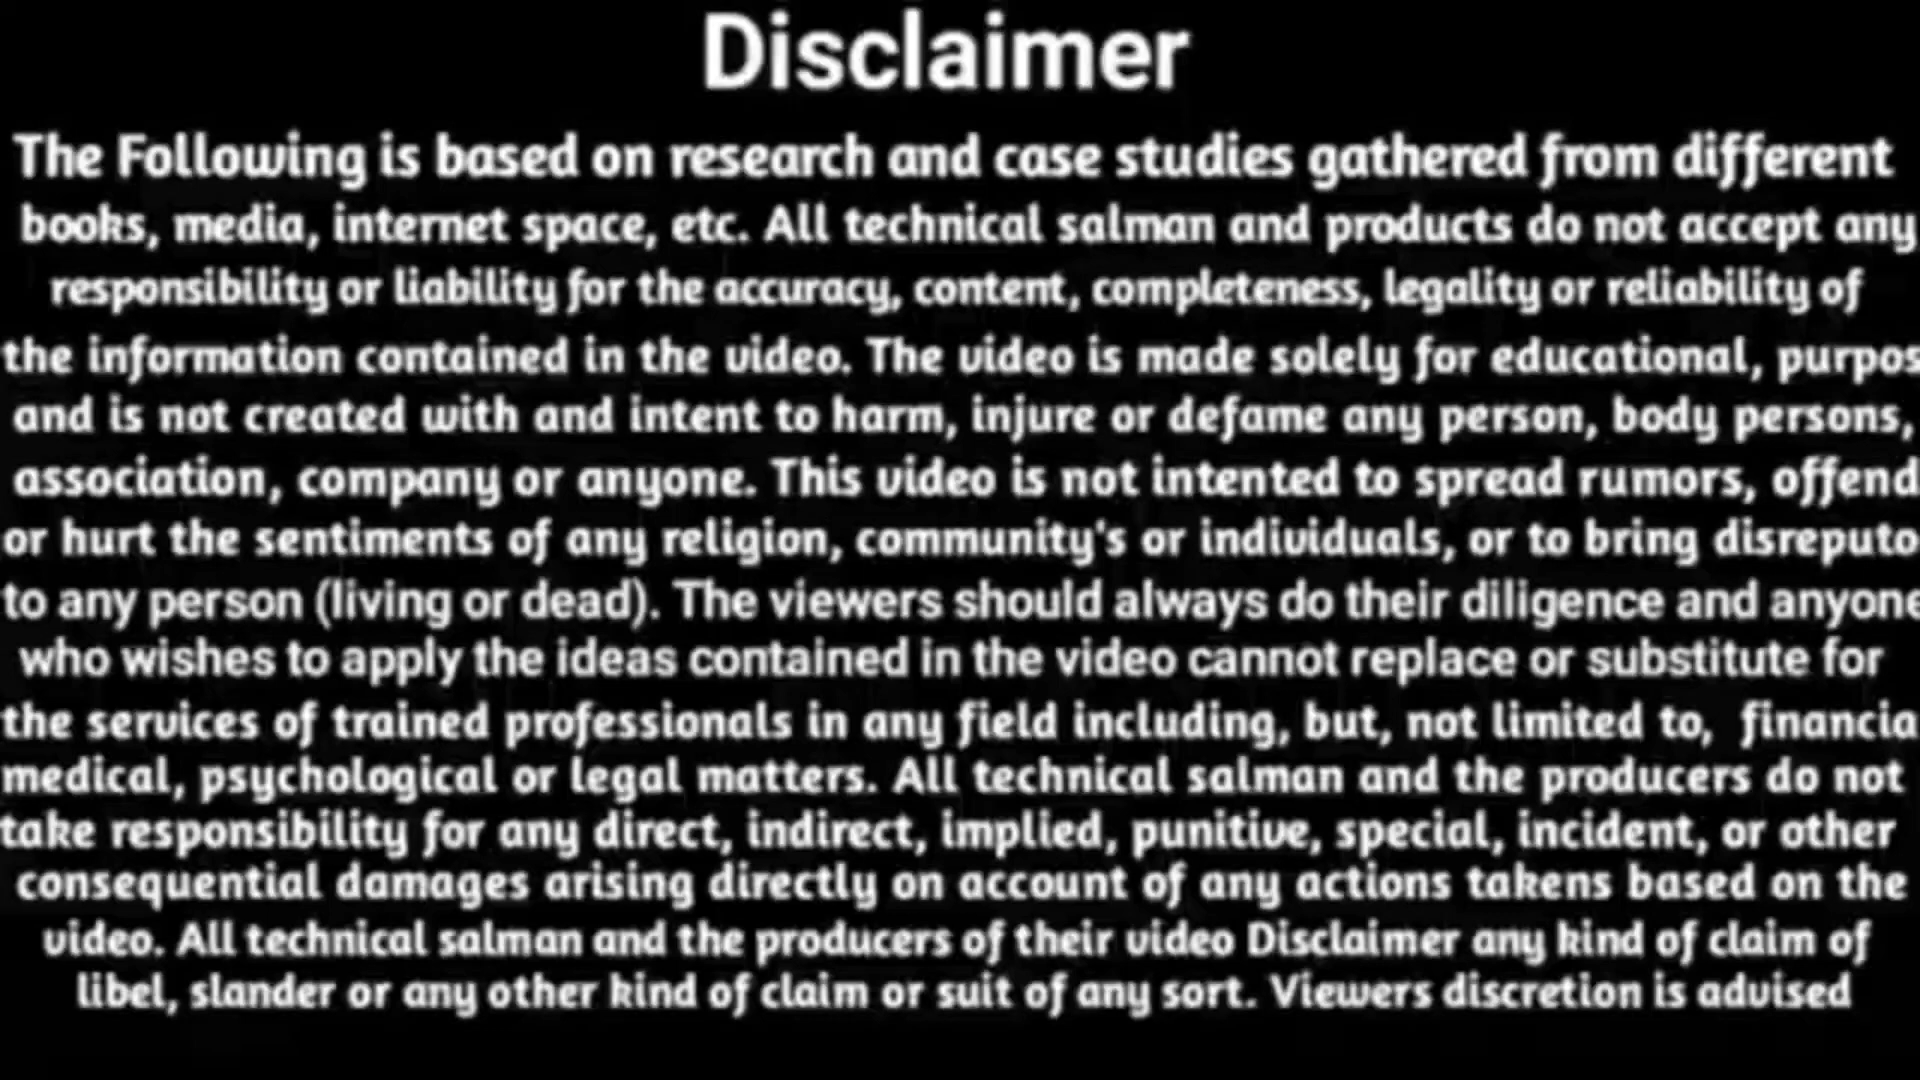 Disclaimer
The Following is based on research and case studies gathered from different
books, media, internet space, etc. All technical salman and products do not accept any
responsibility or liability for the accuracy, content, completeness, legality or reliability of
the information contained in the video. The video is made solely for educational, purpos
and is not created with and intent to harm, injure or defame any person, body persons,
association, company or anyone. This video is not intented to spread rumors, offend
or hurt the sentiments of any religion, community's or individuals, or to bring disreputo
to any person (living or dead). The viewers should always do their diligence and anyone
who wishes to apply the ideas contained in the video cannot replace or substitute for
the services of trained professionals in any field including, but, not limited to, financia
medical, psychological or legal matters. All technical salman and the producers do not
take responsibility for any direct, indirect, implied, punitive, special, incident, or other
consequential damages arising directly on account of any actions takens based on the
video. All technical salman and the producers of their video Disclaimer any kind of claim of
libel, slander or any other kind of claim or suit of any sort. Viewers discretion is advised